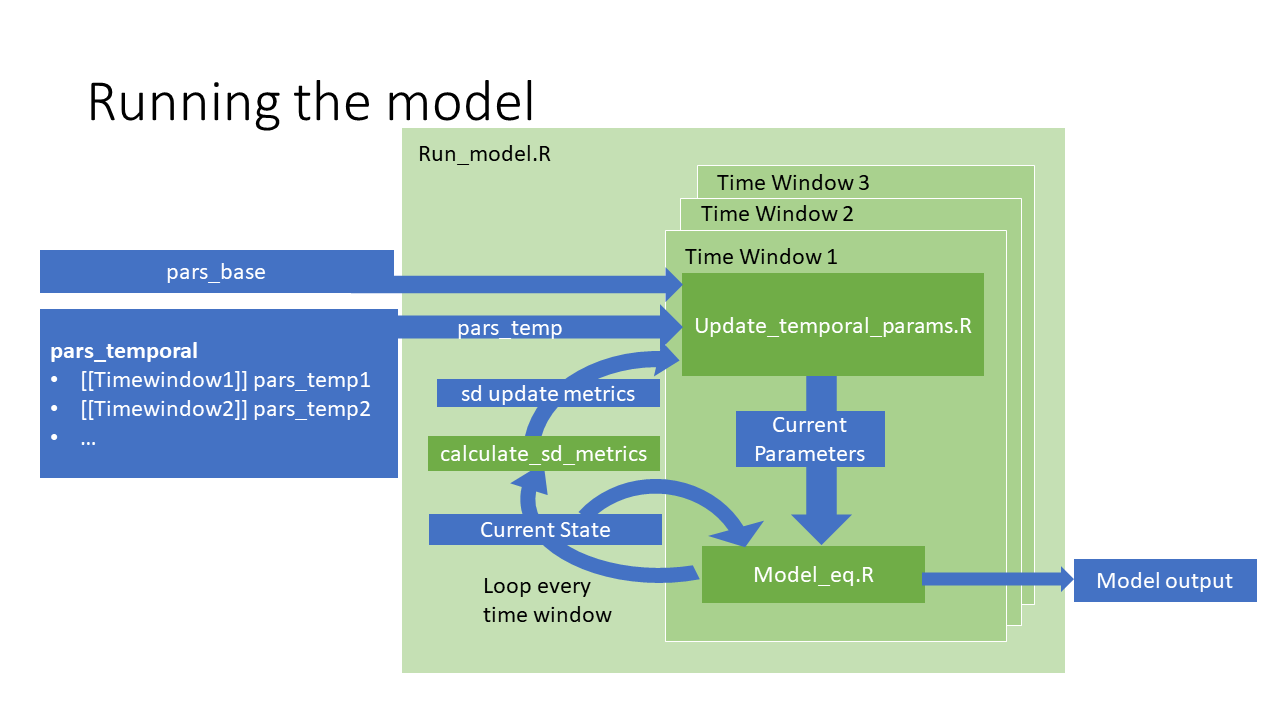 Running the model
Run_model.R
Time Window 3
Time Window 2
Time Window 1
pars_base
Update_temporal_params.R
pars_temp
pars_temporal
• [[Timewindow1]] pars_temp1
• [[Timewindow2]] pars_temp2
• ...
sd update metrics
calculate_sd_metrics
Current
Parameters
Current State
Model_eq.R
Model output
Loop every
time window